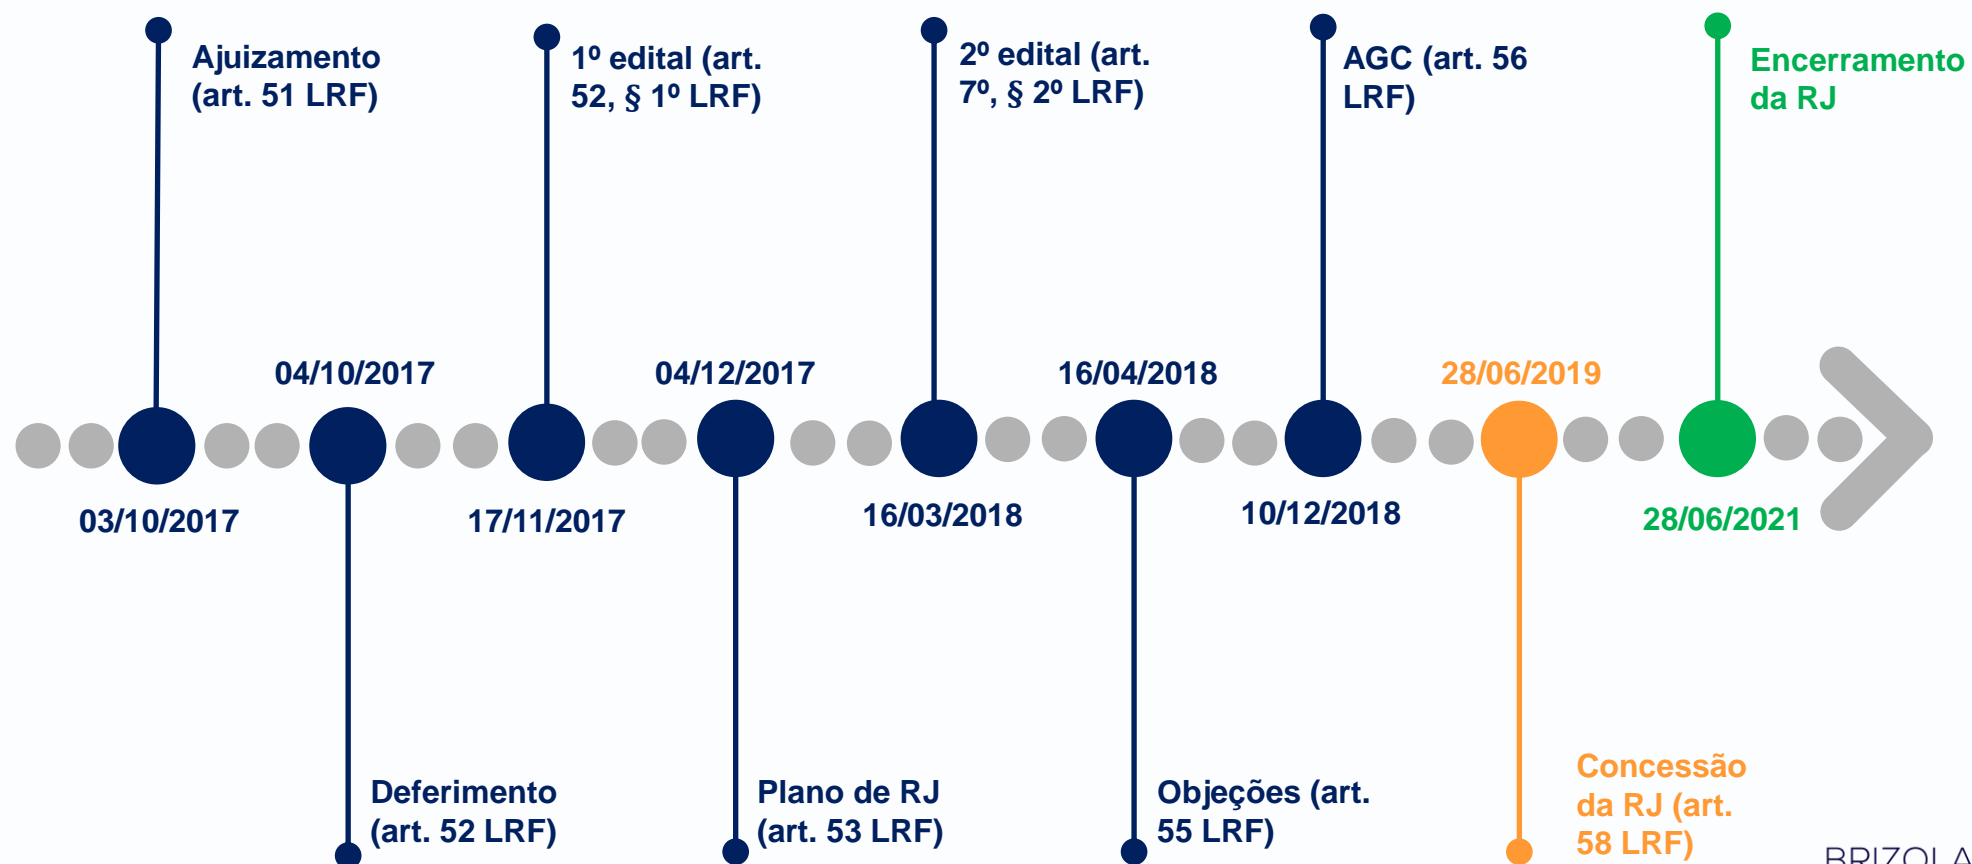 Ajuizamento
(art. 51 LRF)
1º edital (art.
52, § 1º LRF)
2º edital (art.
7º, § 2º LRF)
AGC (art. 56
LRF)
Encerramento
da RJ
04/10/2017
04/12/2017
16/04/2018
28/06/2019
03/10/2017
17/11/2017
16/03/2018
10/12/2018
28/06/2021
Deferimento
(art. 52 LRF)
Plano de RJ
(art. 53 LRF)
Objeções (art.
55 LRF)
Concessão
da RJ (art.
58 LRF)
BRIZOLA